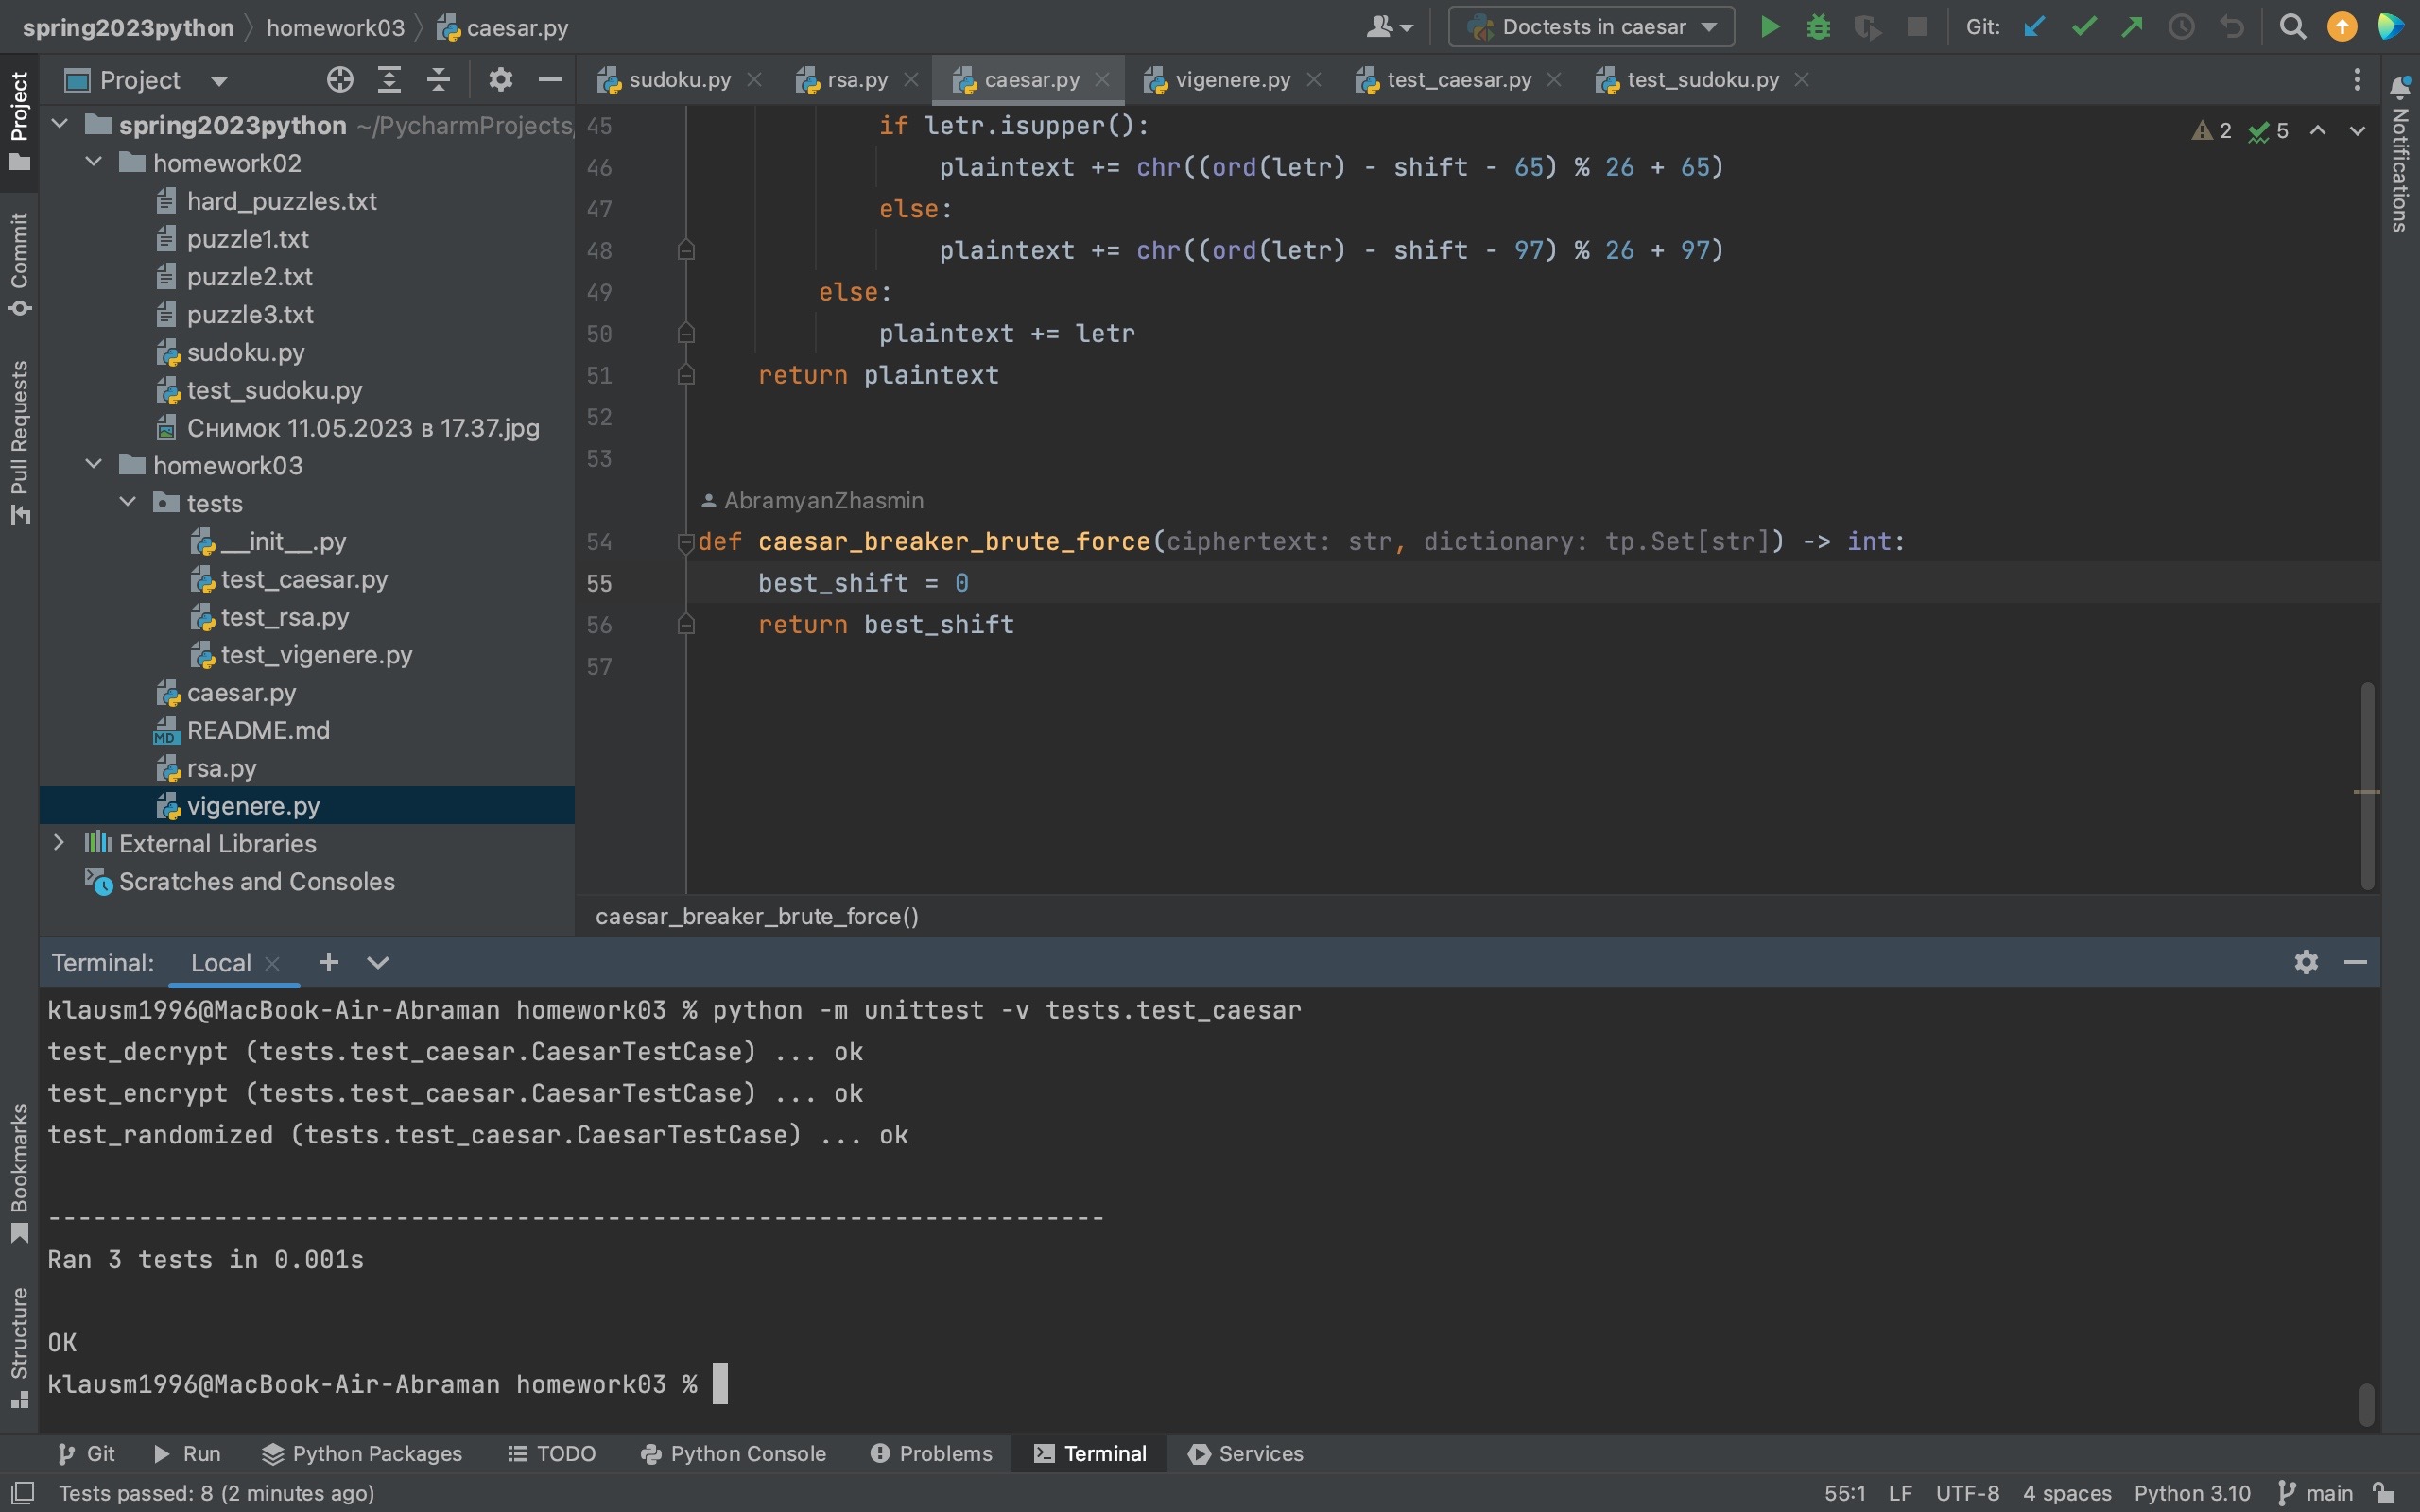 spring2023python homework03 caesar.py
Doctests in caesar
Git:
Project
sudoku.py rsa.py caesar.py vigenere.py test_caesar.py test_sudoku.py
Project
Commit
Pull Requests
Bookmarks
Structure
Notifications
spring2023python ~/PycharmProjects/
homework02
hard_puzzles.txt
puzzle1.txt
puzzle2.txt
puzzle3.txt
sudoku.py
test_sudoku.py
Снимок 11.05.2023 в 17.37.jpg
homework03
tests
__init__.py
test_caesar.py
test_rsa.py
test_vigenere.py
caesar.py
MD README.md
rsa.py
vigenere.py
External Libraries
Scratches and Consoles
2 5
45 if letr.isupper():
46 plaintext += chr((ord(letr) - shift - 65) % 26 + 65)
47 else:
48 plaintext += chr((ord(letr) - shift - 97) % 26 + 97)
49 else:
50 plaintext += letr
51 return plaintext
52
53
AbramyanZhasmin
54 def caesar_breaker_brute_force(ciphertext: str, dictionary: tp.Set[str]) -> int:
55 best_shift = 0
56 return best_shift
57
caesar_breaker_brute_force()
Terminal: Local
klausm1996@MacBook-Air-Abraman homework03 % python -m unittest -v tests.test_caesar
test_decrypt (tests.test_caesar.CaesarTestCase) ... ok
test_encrypt (tests.test_caesar.CaesarTestCase) ... ok
test_randomized (tests.test_caesar.CaesarTestCase) ... ok
----------------------------------------------------------------------
Ran 3 tests in 0.001s
OK
klausm1996@MacBook-Air-Abraman homework03 %
Git Run Python Packages TODO Python Console Problems Terminal Services
Tests passed: 8 (2 minutes ago) 55:1 LF UTF-8 4 spaces Python 3.10 main